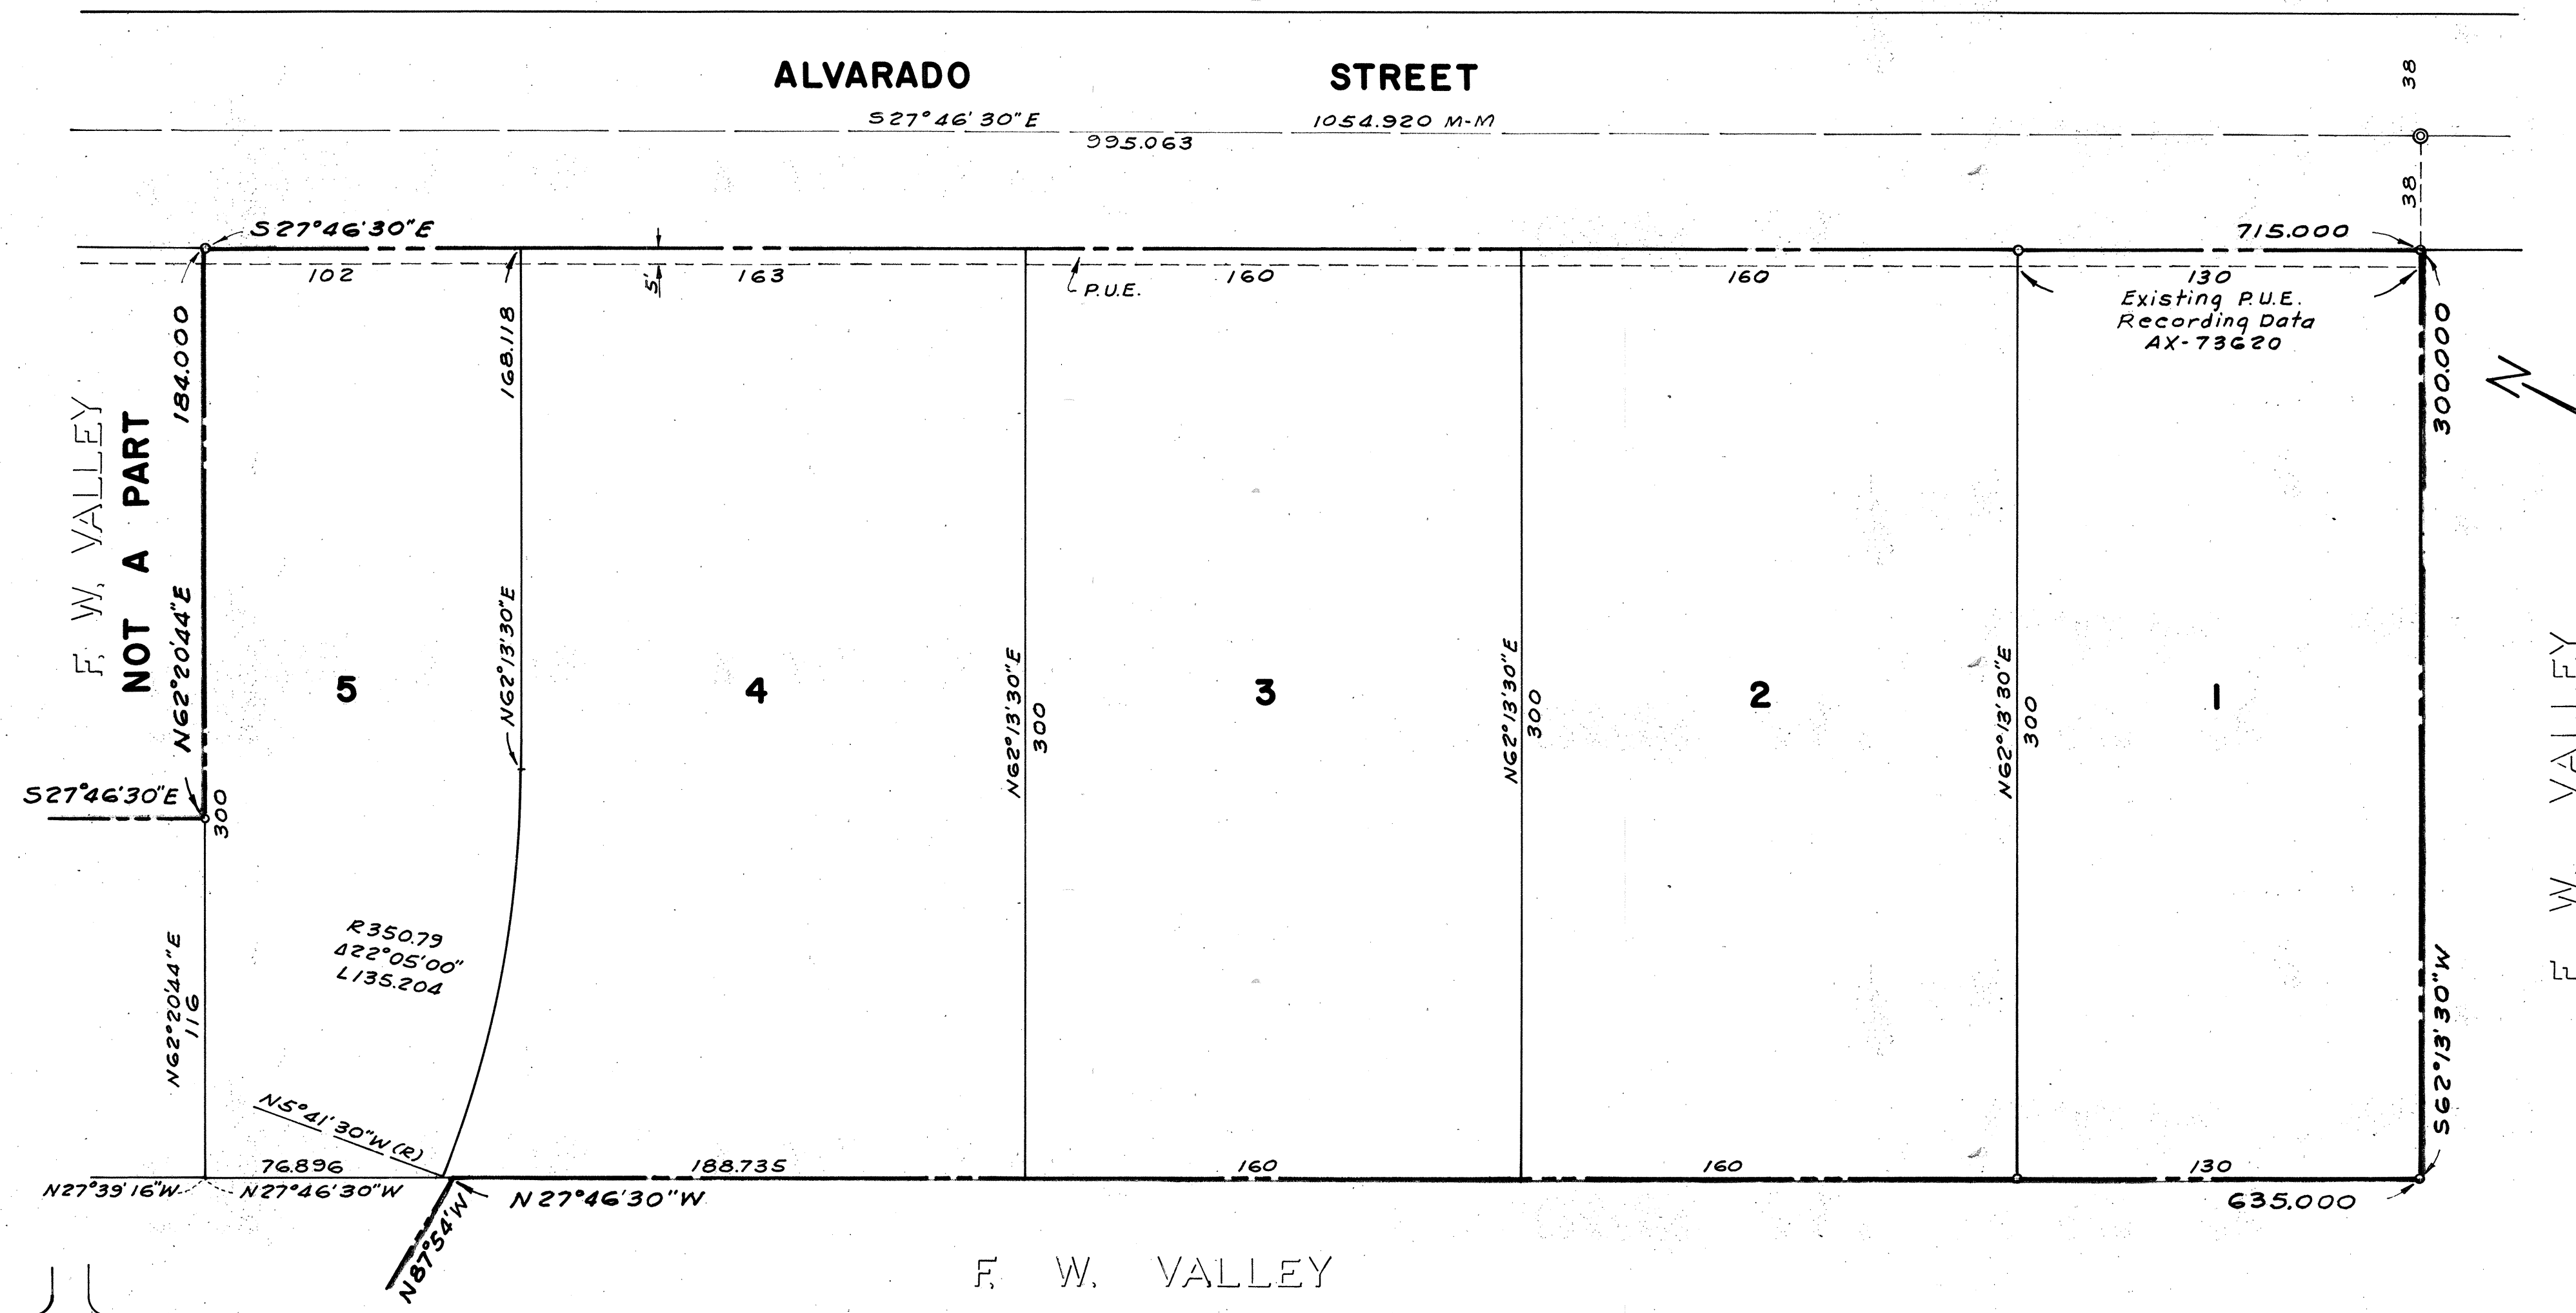 ALVARADO STREET
38
S27°46'30"E 1054.920 M-M
995.063
38
S27°46'30"E
715.000
102
5'
163
P.U.E.
160
160
130
Existing P.U.E.
Recording Data
AX-73620
184.000
168.118
300.000
N
F. W. VALLEY
NOT A PART
N62°20'44"E
N62°13'30"E
5
4
N62°13'30"E
300
3
N62°13'30"E
300
2
N62°13'30"E
300
1
F. W. VALLEY
S27°46'30"E
300
R350.79
Δ22°05'00"
L135.204
N62°20'44"E
116
S62°13'30"W
N5°41'30"W(R)
76.896
188.735
160
160
130
N27°39'16"W
N27°46'30"W
N27°46'30"W
635.000
N87°54'W
F. W. VALLEY